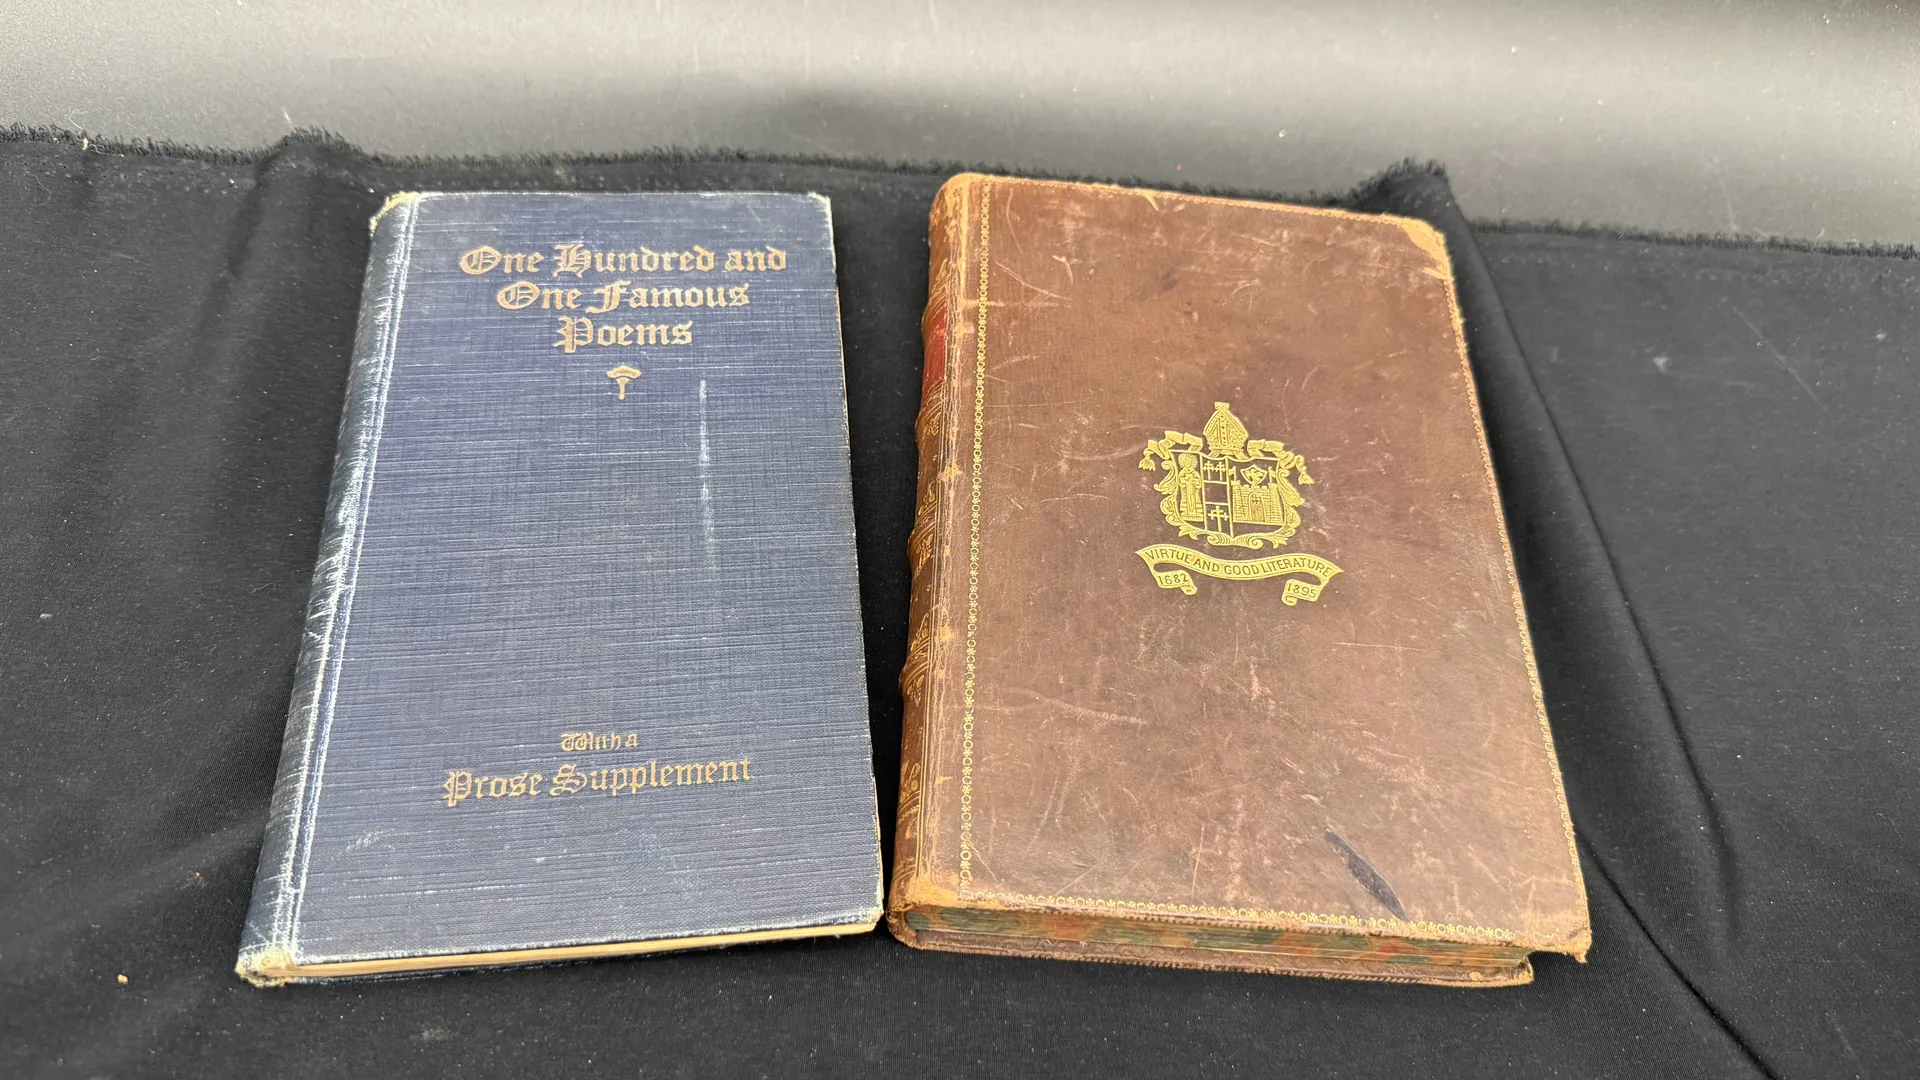 One Hundred and
One Famous
Poems
With a
Prose Supplement
VIRTUE AND GOOD LITERATURE
1682
1895